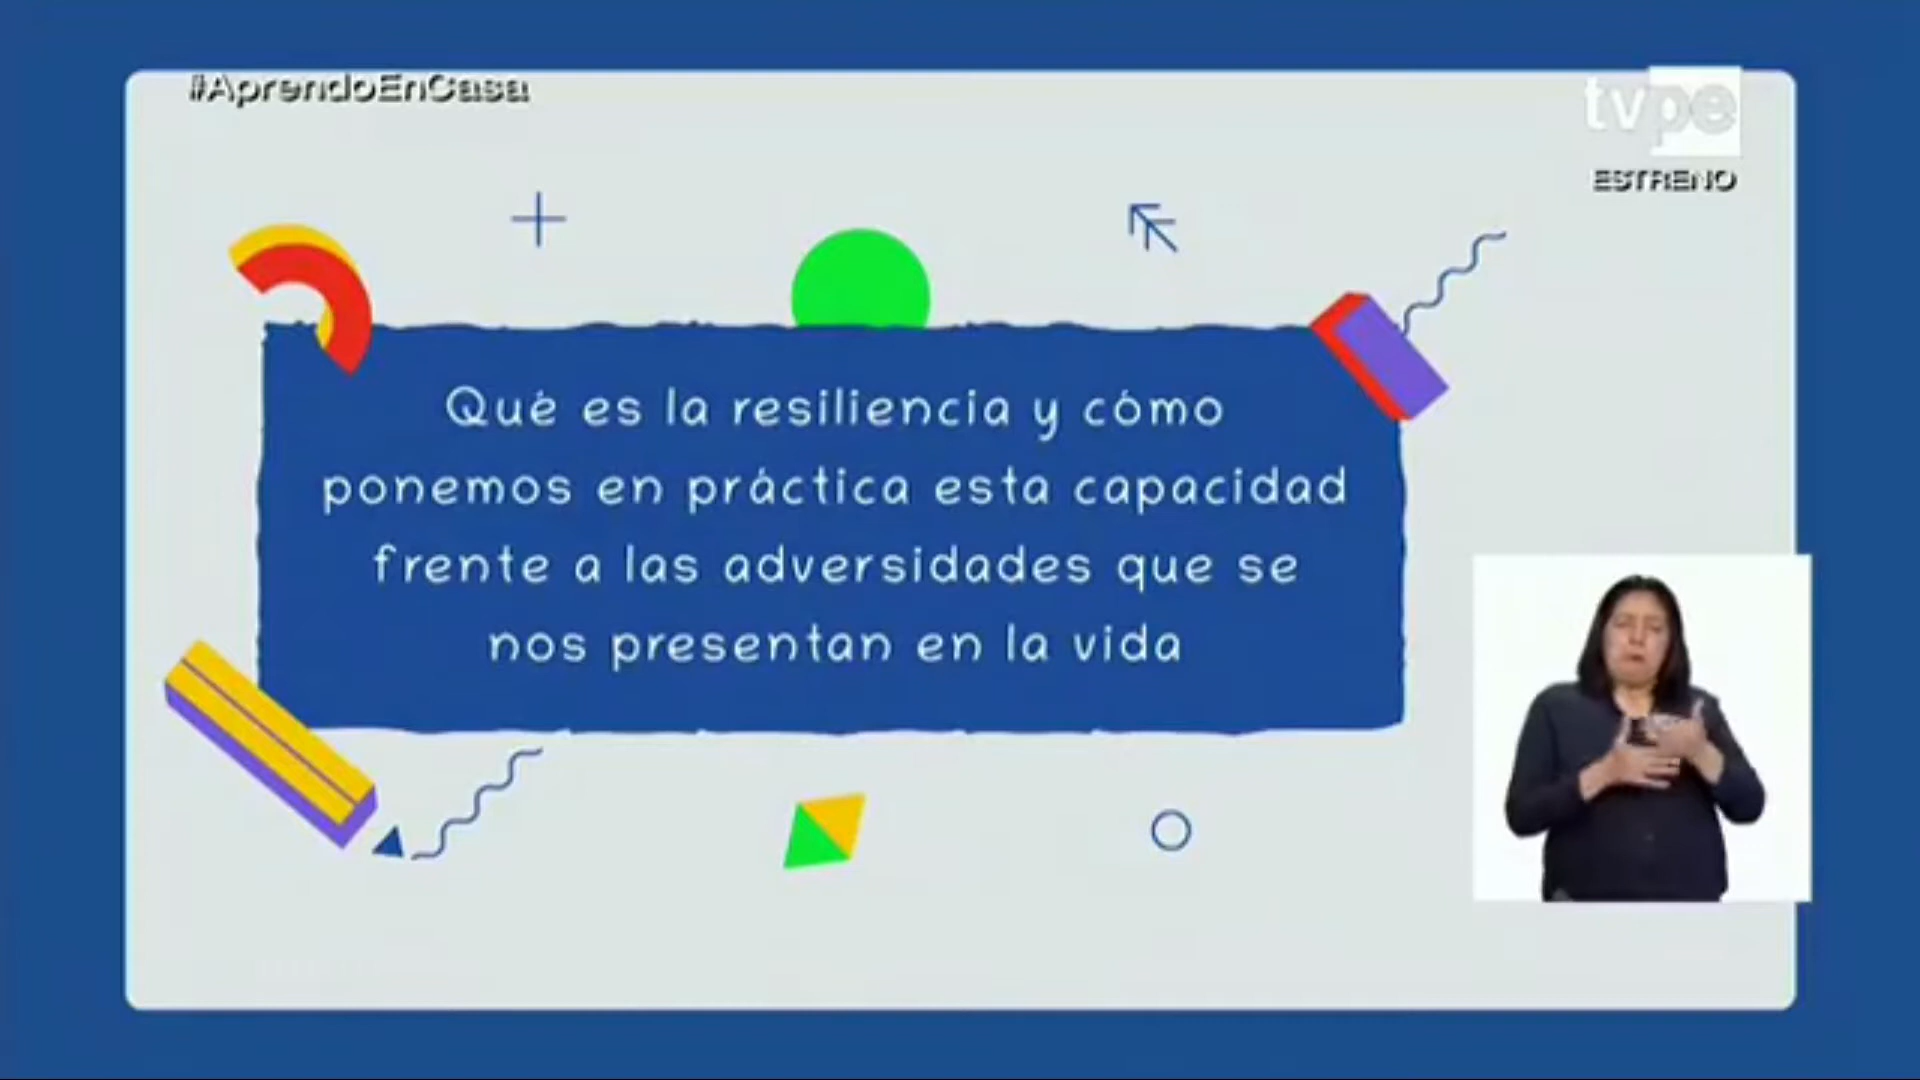 #AprendoEnCasa
tvpe
ESTRENO
Qué es la resiliencia y cómo
ponemos en práctica esta capacidad
frente a las adversidades que se
nos presentan en la vida